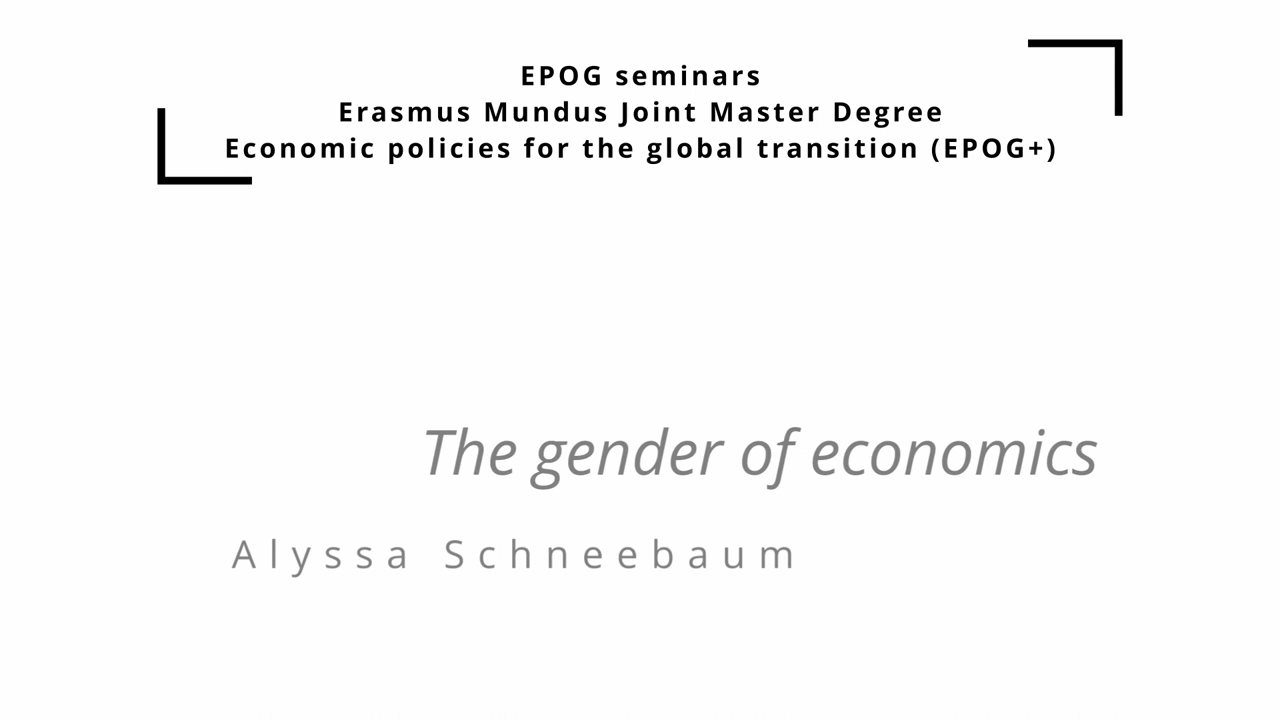 EPOG seminars
Erasmus Mundus Joint Master Degree
Economic policies for the global transition (EPOG+)
The gender of economics
Alyssa Schneebaum